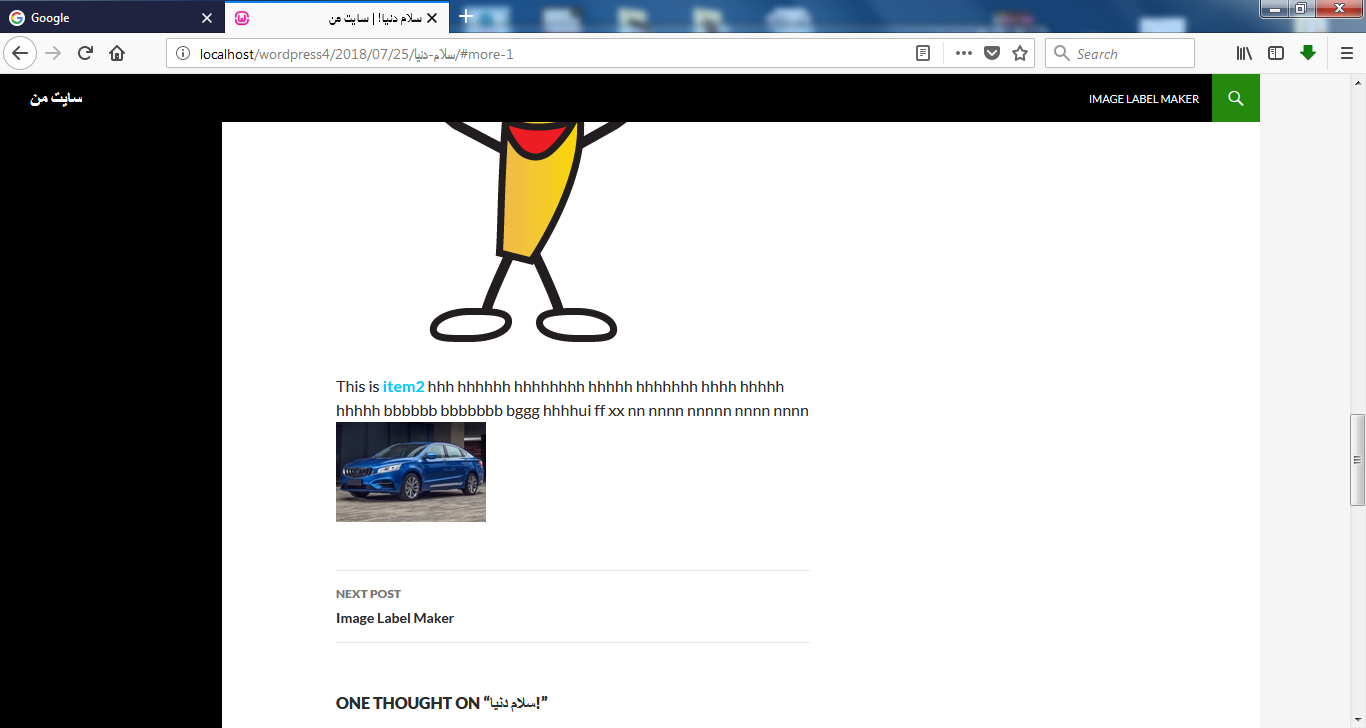 Google
سلام دنیا! | سایت من
localhost/wordpress4/2018/07/25/سلام-دنیا/#more-1
Search
سایت من
IMAGE LABEL MAKER
This is item2 hhh hhhhhh hhhhhhhh hhhhh hhhhhhh hhhh hhhhh
hhhhh bbbbbb bbbbbbb bggg hhhhui ff xx nn nnnn nnnnn nnnn nnnn
NEXT POST
Image Label Maker
ONE THOUGHT ON “سلام دنیا!”